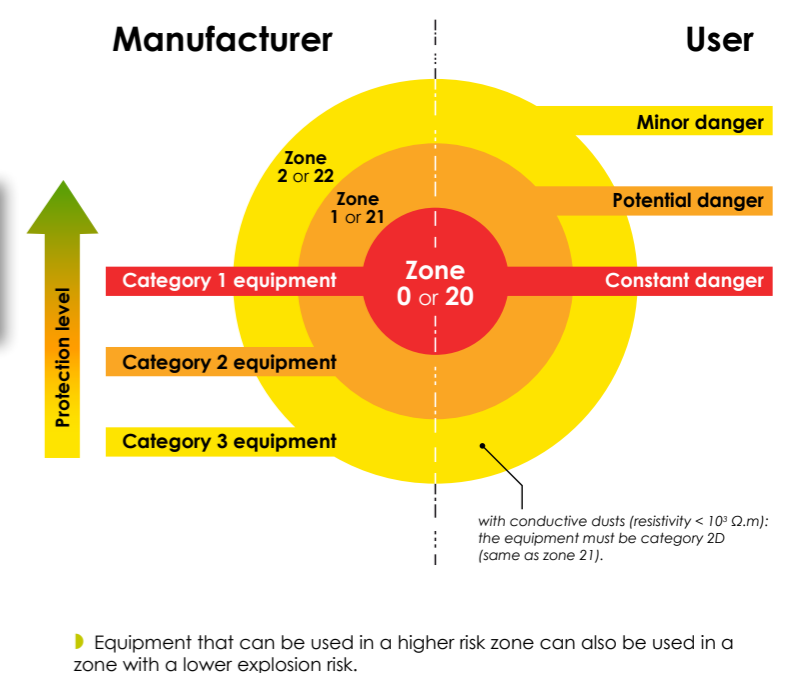 Manufacturer
User
Minor danger
Zone
2 or 22
Zone
1 or 21
Potential danger
Category 1 equipment
Zone
0 or 20
Constant danger
Protection level
Category 2 equipment
Category 3 equipment
with conductive dusts (resistivity < 10³ Ω.m):
the equipment must be category 2D
(same as zone 21).
Equipment that can be used in a higher risk zone can also be used in a
zone with a lower explosion risk.